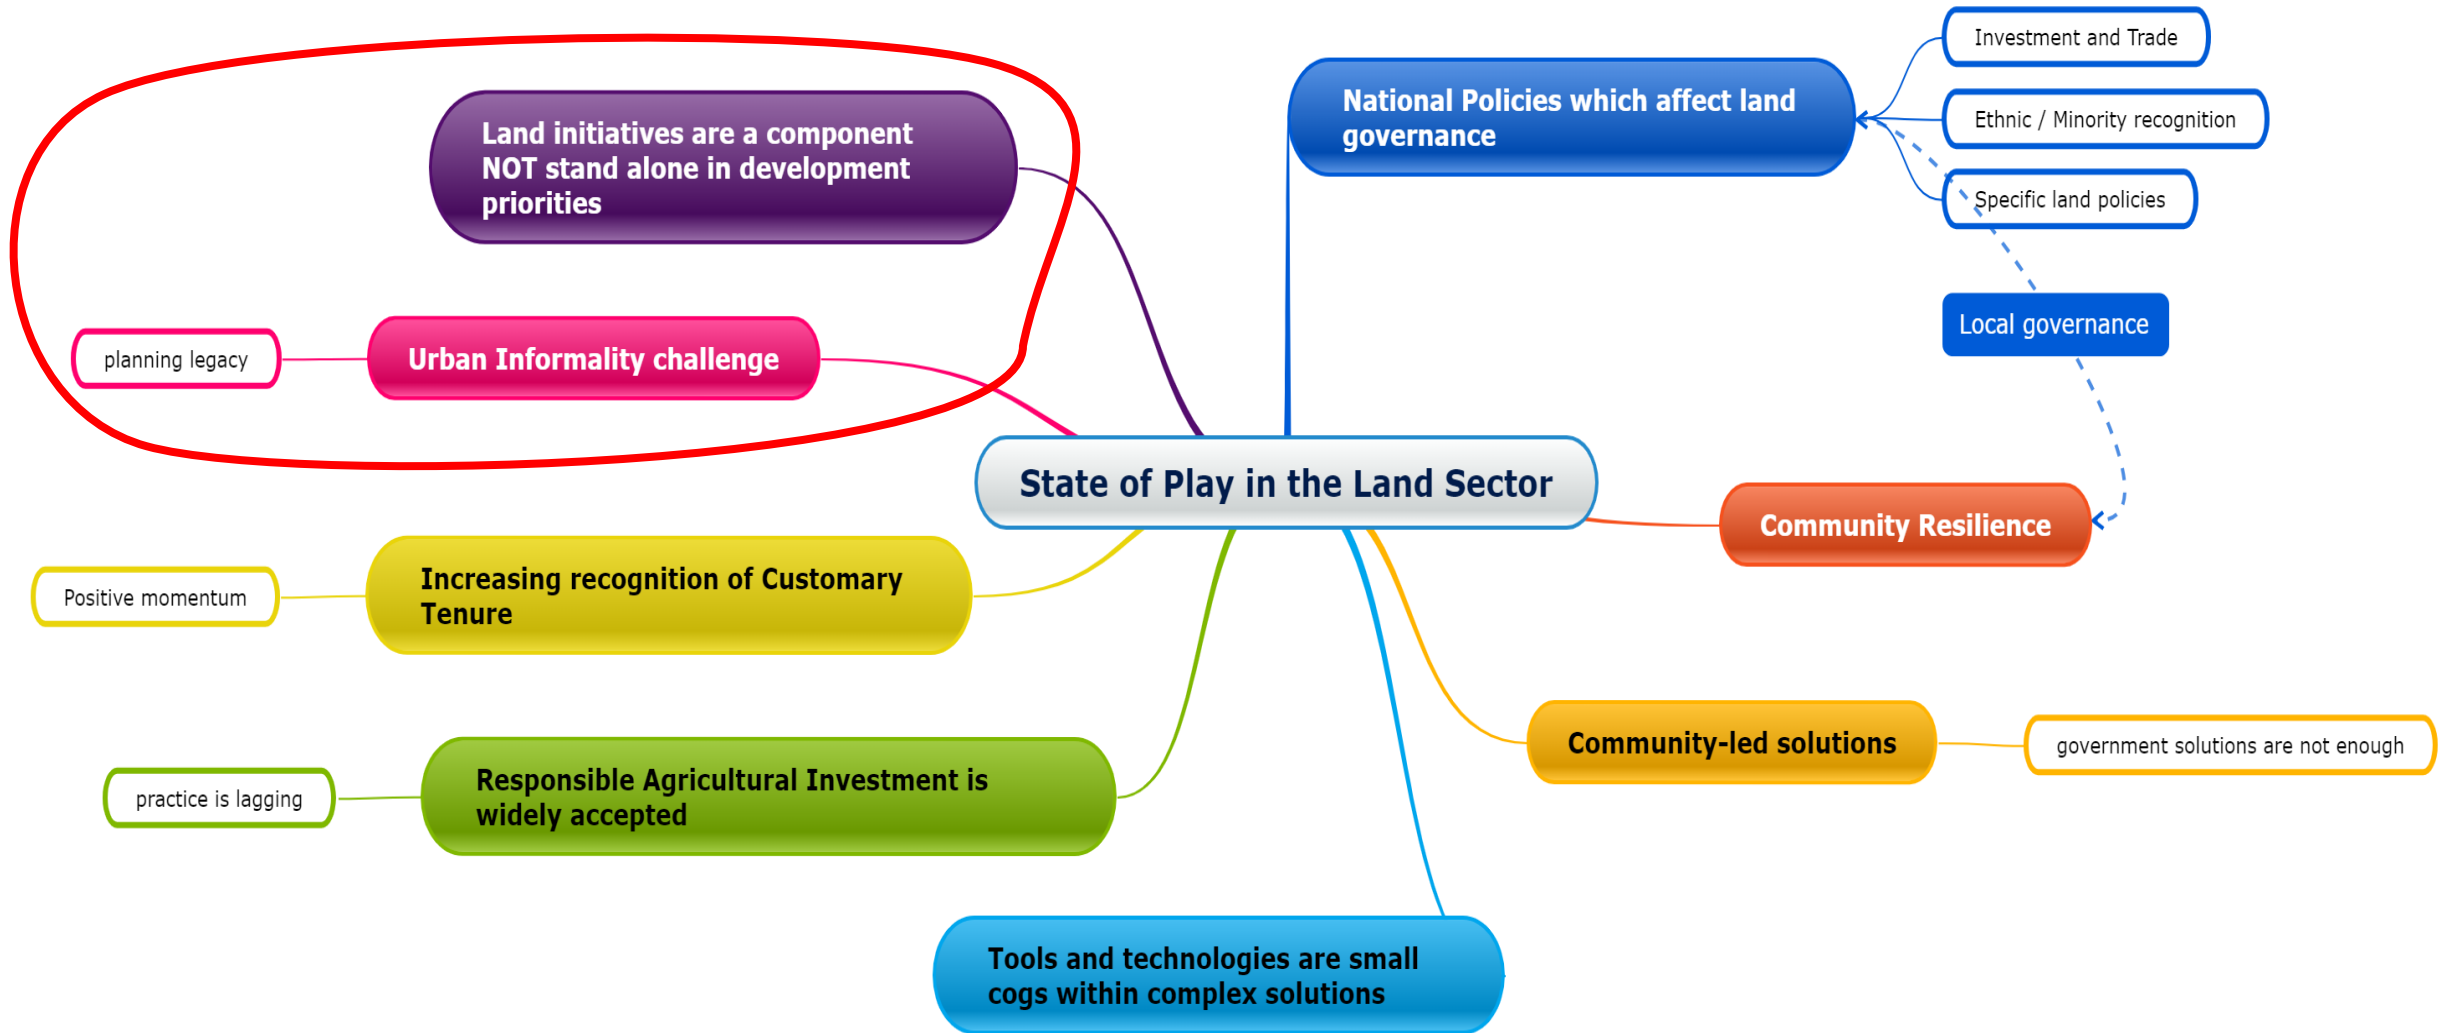 State of Play in the Land Sector
Land initiatives are a component
NOT stand alone in development
priorities
Urban Informality challenge
planning legacy
Increasing recognition of Customary
Tenure
Positive momentum
Responsible Agricultural Investment is
widely accepted
practice is lagging
National Policies which affect land
governance
Investment and Trade
Ethnic / Minority recognition
Specific land policies
Local governance
Community Resilience
Community-led solutions
government solutions are not enough
Tools and technologies are small
cogs within complex solutions